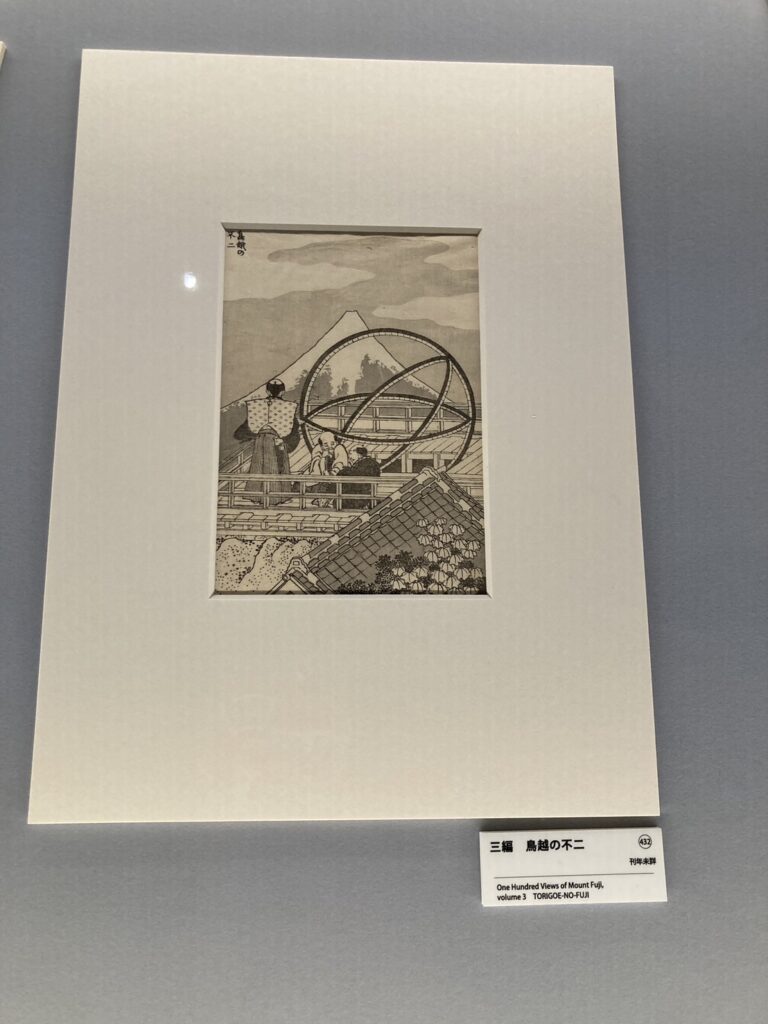 鳥越の
不二
三編 鳥越の不二
432
刊年未詳
One Hundred Views of Mount Fuji,
volume 3 TORIGOE-NO-FUJI